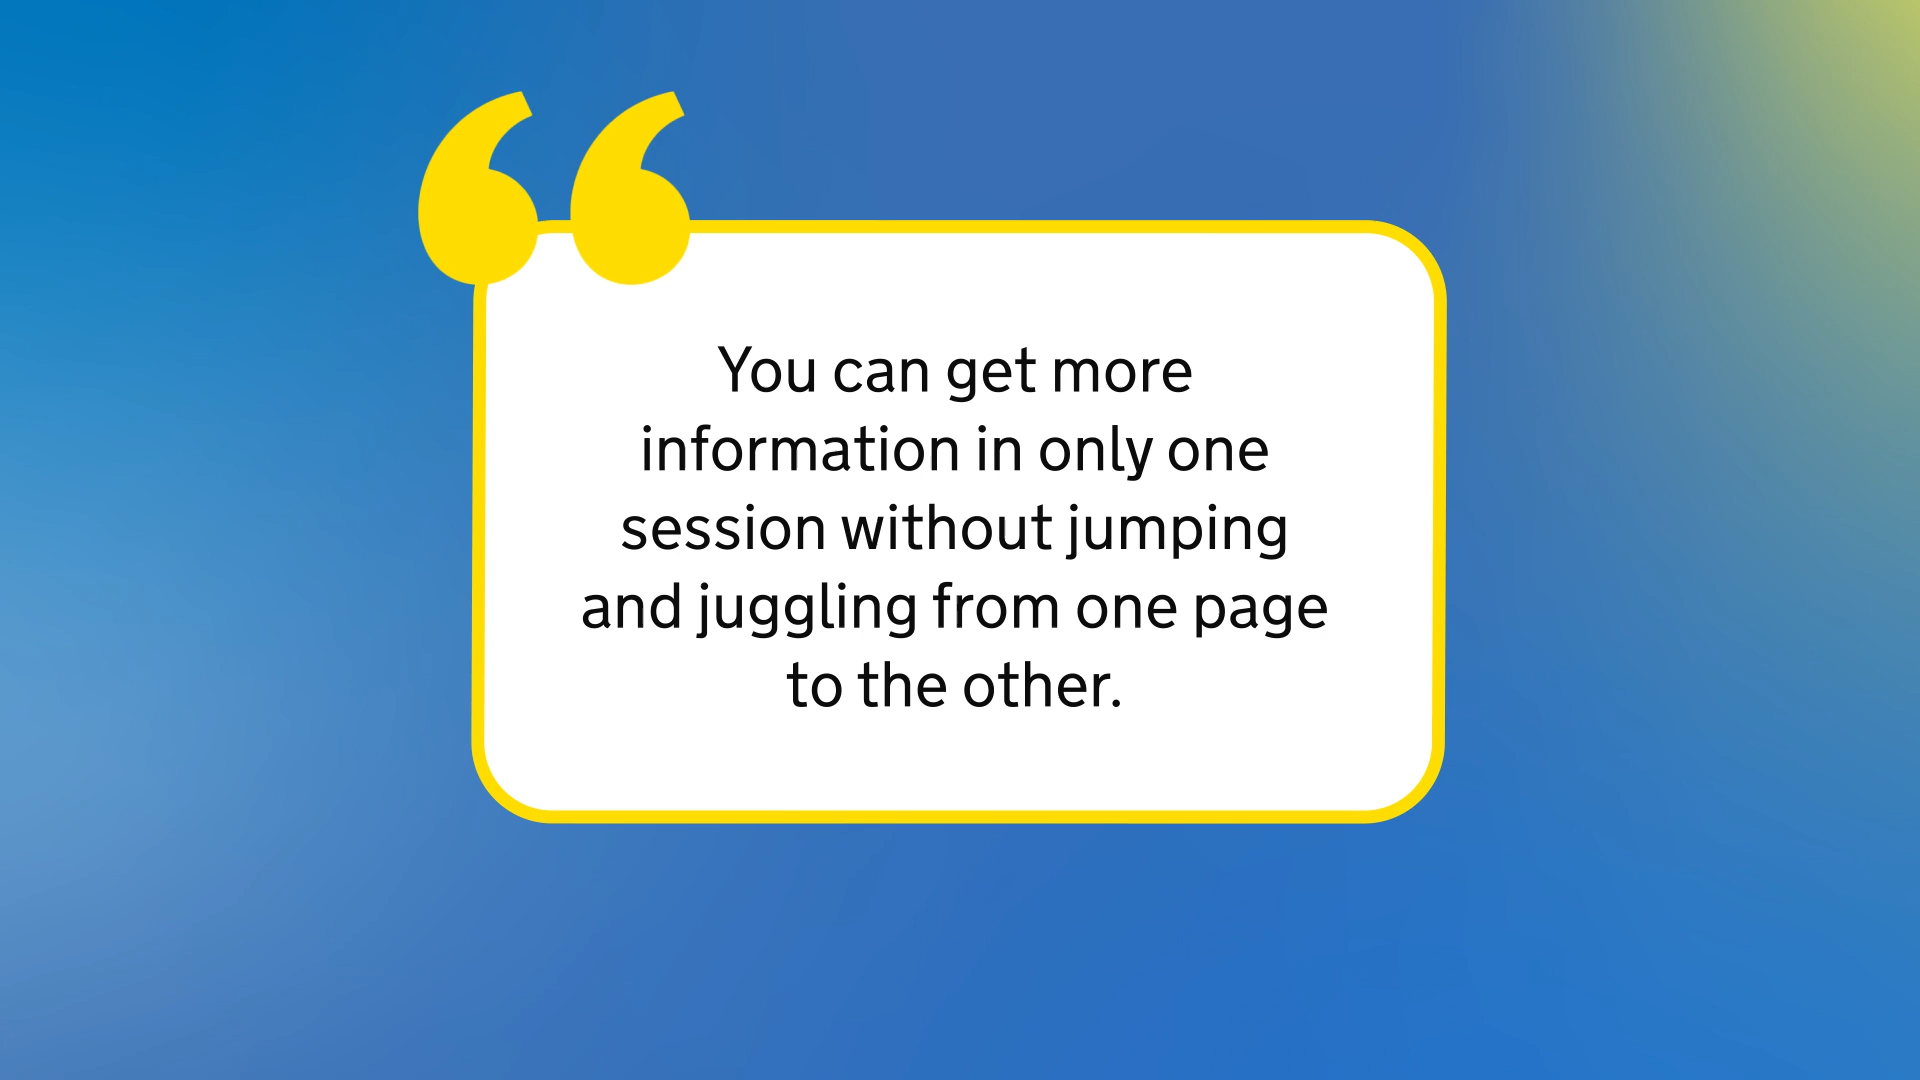 You can get more
information in only one
session without jumping
and juggling from one page
to the other.